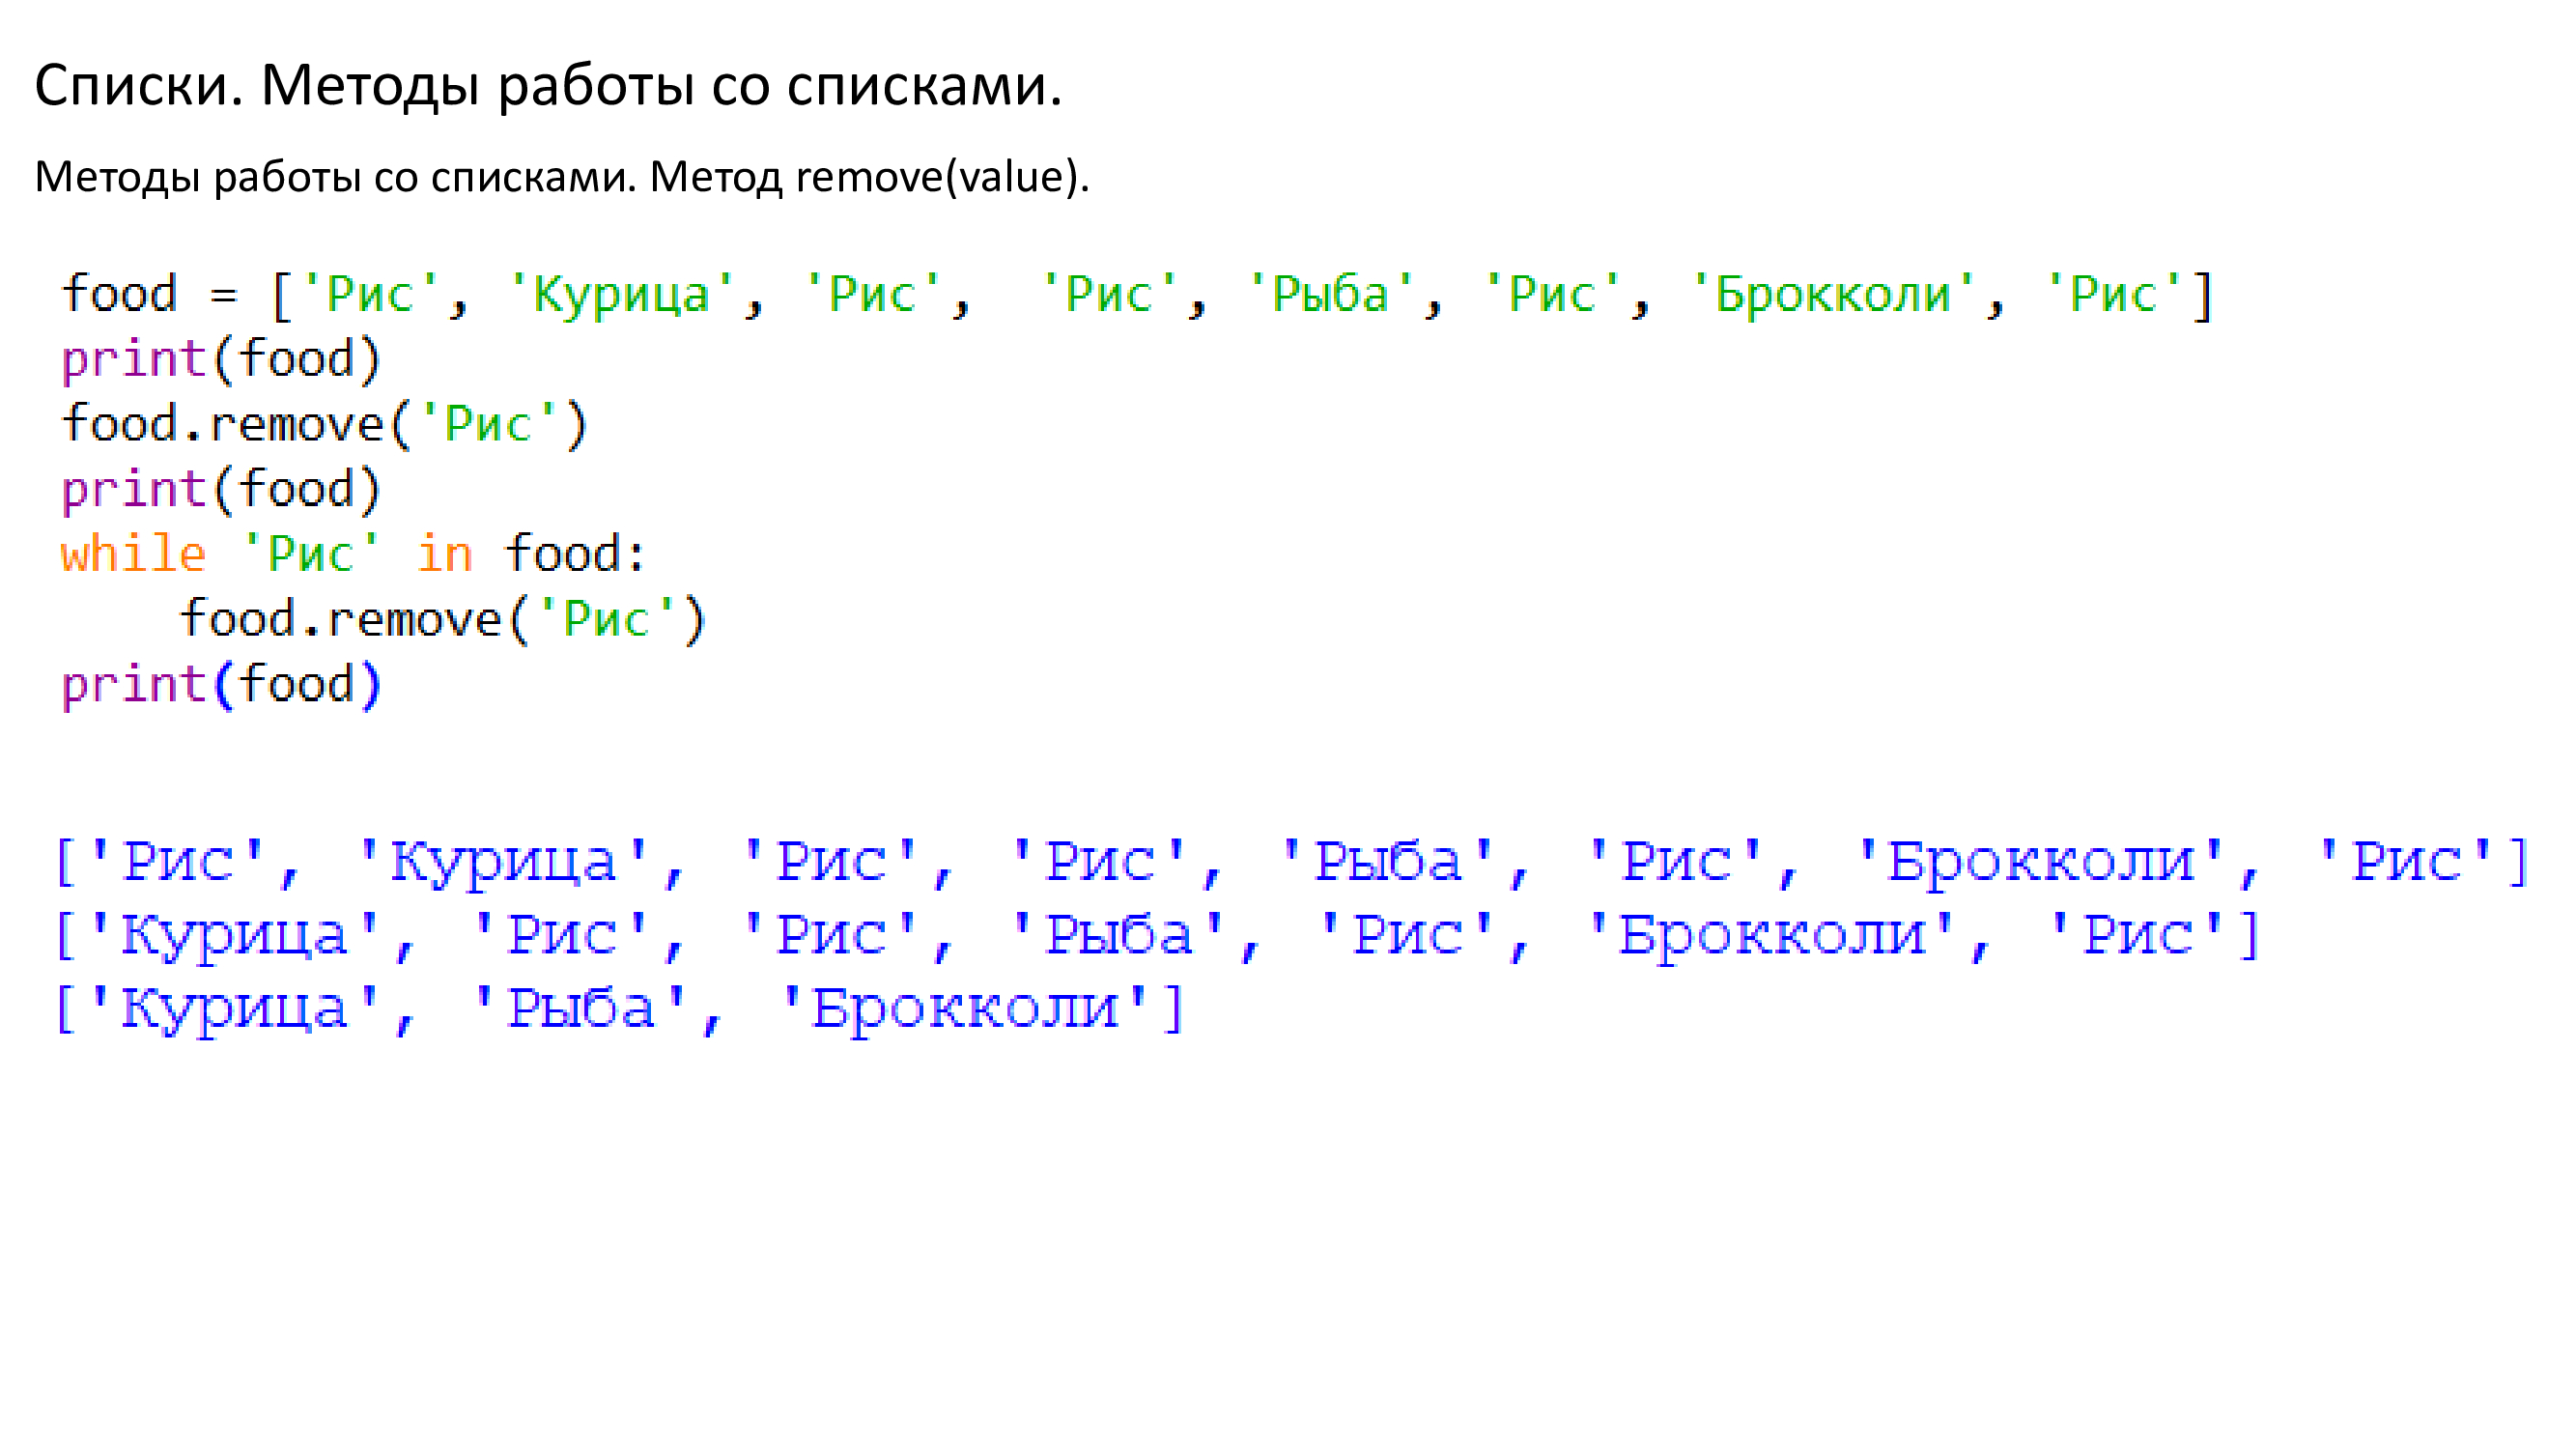 Списки. Методы работы со списками.
Методы работы со списками. Метод remove(value).
food = ['Рис', 'Курица', 'Рис',  'Рис', 'Рыба', 'Рис', 'Брокколи', 'Рис']
print(food)
food.remove('Рис')
print(food)
while 'Рис' in food:
    food.remove('Рис')
print(food)
['Рис', 'Курица', 'Рис', 'Рис', 'Рыба', 'Рис', 'Брокколи', 'Рис']
['Курица', 'Рис', 'Рис', 'Рыба', 'Рис', 'Брокколи', 'Рис']
['Курица', 'Рыба', 'Брокколи']